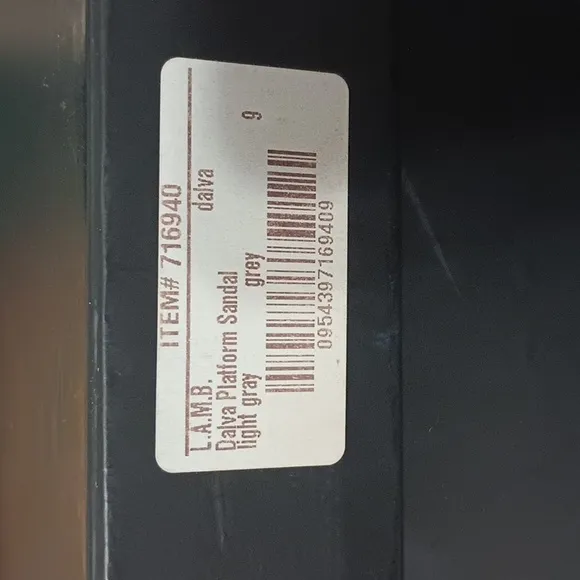 ITEM# 716940
L.A.M.B. dalva
Dalva Platform Sandal
light gray grey 9
0954397169409